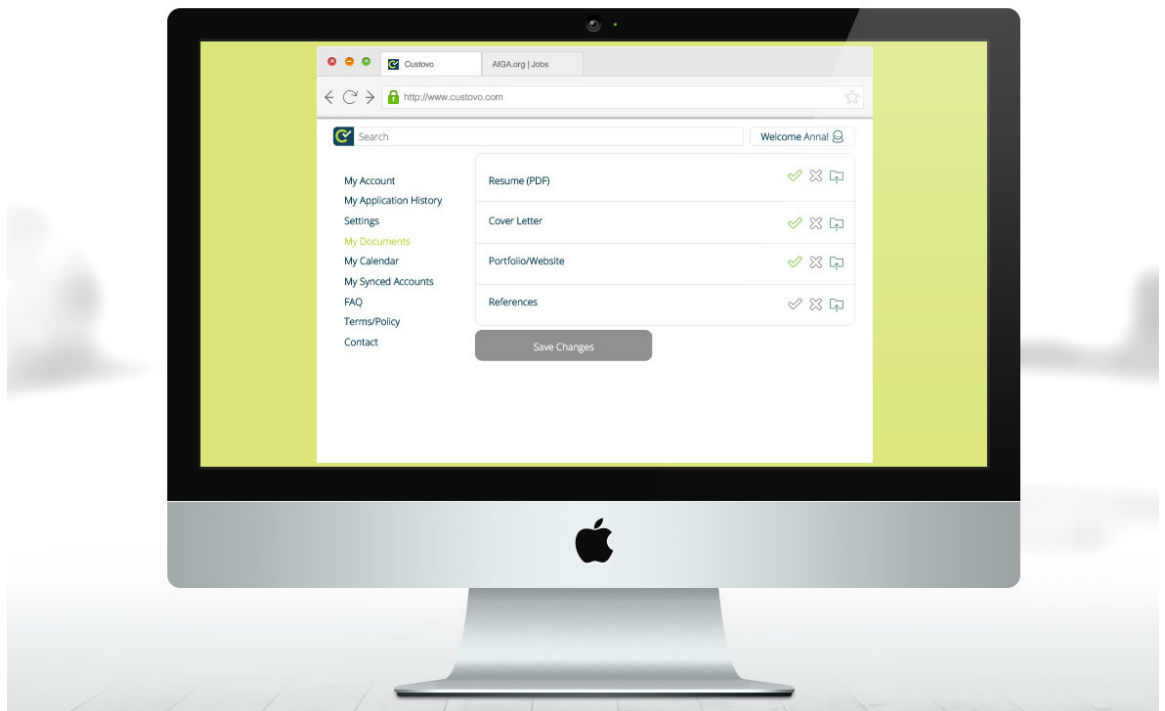 Custovo
AIGA.org | Jobs
http://www.custovo.com
Search
Welcome Anna!
My Account
My Application History
Settings
My Documents
My Calendar
My Synced Accounts
FAQ
Terms/Policy
Contact
Resume (PDF)
Cover Letter
Portfolio/Website
References
Save Changes